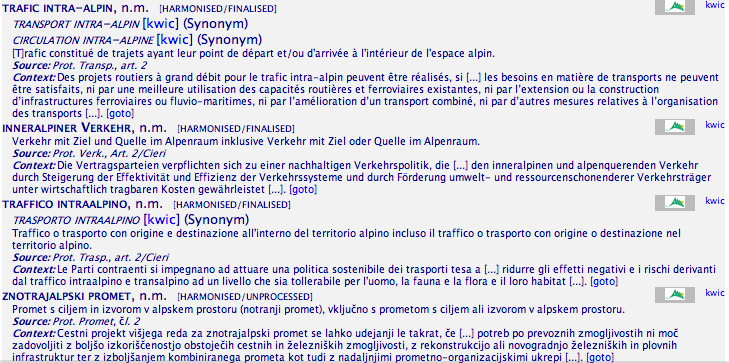 TRAFIC INTRA-ALPIN, N.M. [HARMONISED/FINALISED] kwic
TRANSPORT INTRA-ALPIN [kwic] (Synonym)
CIRCULATION INTRA-ALPINE [kwic] (Synonym)
[T]rafic constitué de trajets ayant leur point de départ et/ou d'arrivée à l'intérieur de l'espace alpin.
Source: Prot. Transp., art. 2
Context: Des projets routiers à grand débit pour le trafic intra-alpin peuvent être réalisés, si [...] les besoins en matière de transports ne peuvent
être satisfaits, ni par une meilleure utilisation des capacités routières et ferroviaires existantes, ni par l'extension ou la construction
d'infrastructures ferroviaires ou fluvio-maritimes, ni par l'amélioration d'un transport combiné, ni par d'autres mesures relatives à l'organisation
des transports [...]. [goto]
INNERALPINER VERKEHR, N.M. [HARMONISED/FINALISED] kwic
Verkehr mit Ziel und Quelle im Alpenraum inklusive Verkehr mit Ziel oder Quelle im Alpenraum.
Source: Prot. Verk., Art. 2/Cieri
Context: Die Vertragsparteien verpflichten sich zu einer nachhaltigen Verkehrspolitik, die [...] den inneralpinen und alpenquerenden Verkehr
durch Steigerung der Effektivität und Effizienz der Verkehrssysteme und durch Förderung umwelt- und ressourcenschonenderer Verkehrsträger
unter wirtschaftlich tragbaren Kosten gewährleistet [...]. [goto]
TRAFFICO INTRAALPINO, N.M. [HARMONISED/FINALISED] kwic
TRASPORTO INTRAALPINO [kwic] (Synonym)
Traffico o trasporto con origine e destinazione all'interno del territorio alpino incluso il traffico o trasporto con origine o destinazione nel
territorio alpino.
Source: Prot. Trasp., art. 2/Cieri
Context: Le Parti contraenti si impegnano ad attuare una politica sostenibile dei trasporti tesa a [...] ridurre gli effetti negativi e i rischi derivanti
dal traffico intraalpino e transalpino ad un livello che sia tollerabile per l'uomo, la fauna e la flora e il loro habitat [...]. [goto]
ZNOTRAJALPSKI PROMET, N.M. [HARMONISED/UNPROCESSED] kwic
Promet s ciljem in izvorom v alpskem prostoru (notranji promet), vključno s prometom s ciljem ali izvorom v alpskem prostoru.
Source: Prot. Promet, čl. 2
Context: Cestni projekt višjega reda za znotrajalpski promet se lahko udejanji le takrat, če [...] potreb po prevoznih zmogljivostih ni moč
zadovoljiti z boljšo izkoriščenostjo obstoječih cestnih in železniških zmogljivosti, z rekonstrukcijo ali novogradnjo železniških in plovnih
infrastruktur ter z izboljšanjem kombiniranega prometa kot tudi z nadaljnjimi prometno-organizacijskimi ukrepi [...]. [goto]